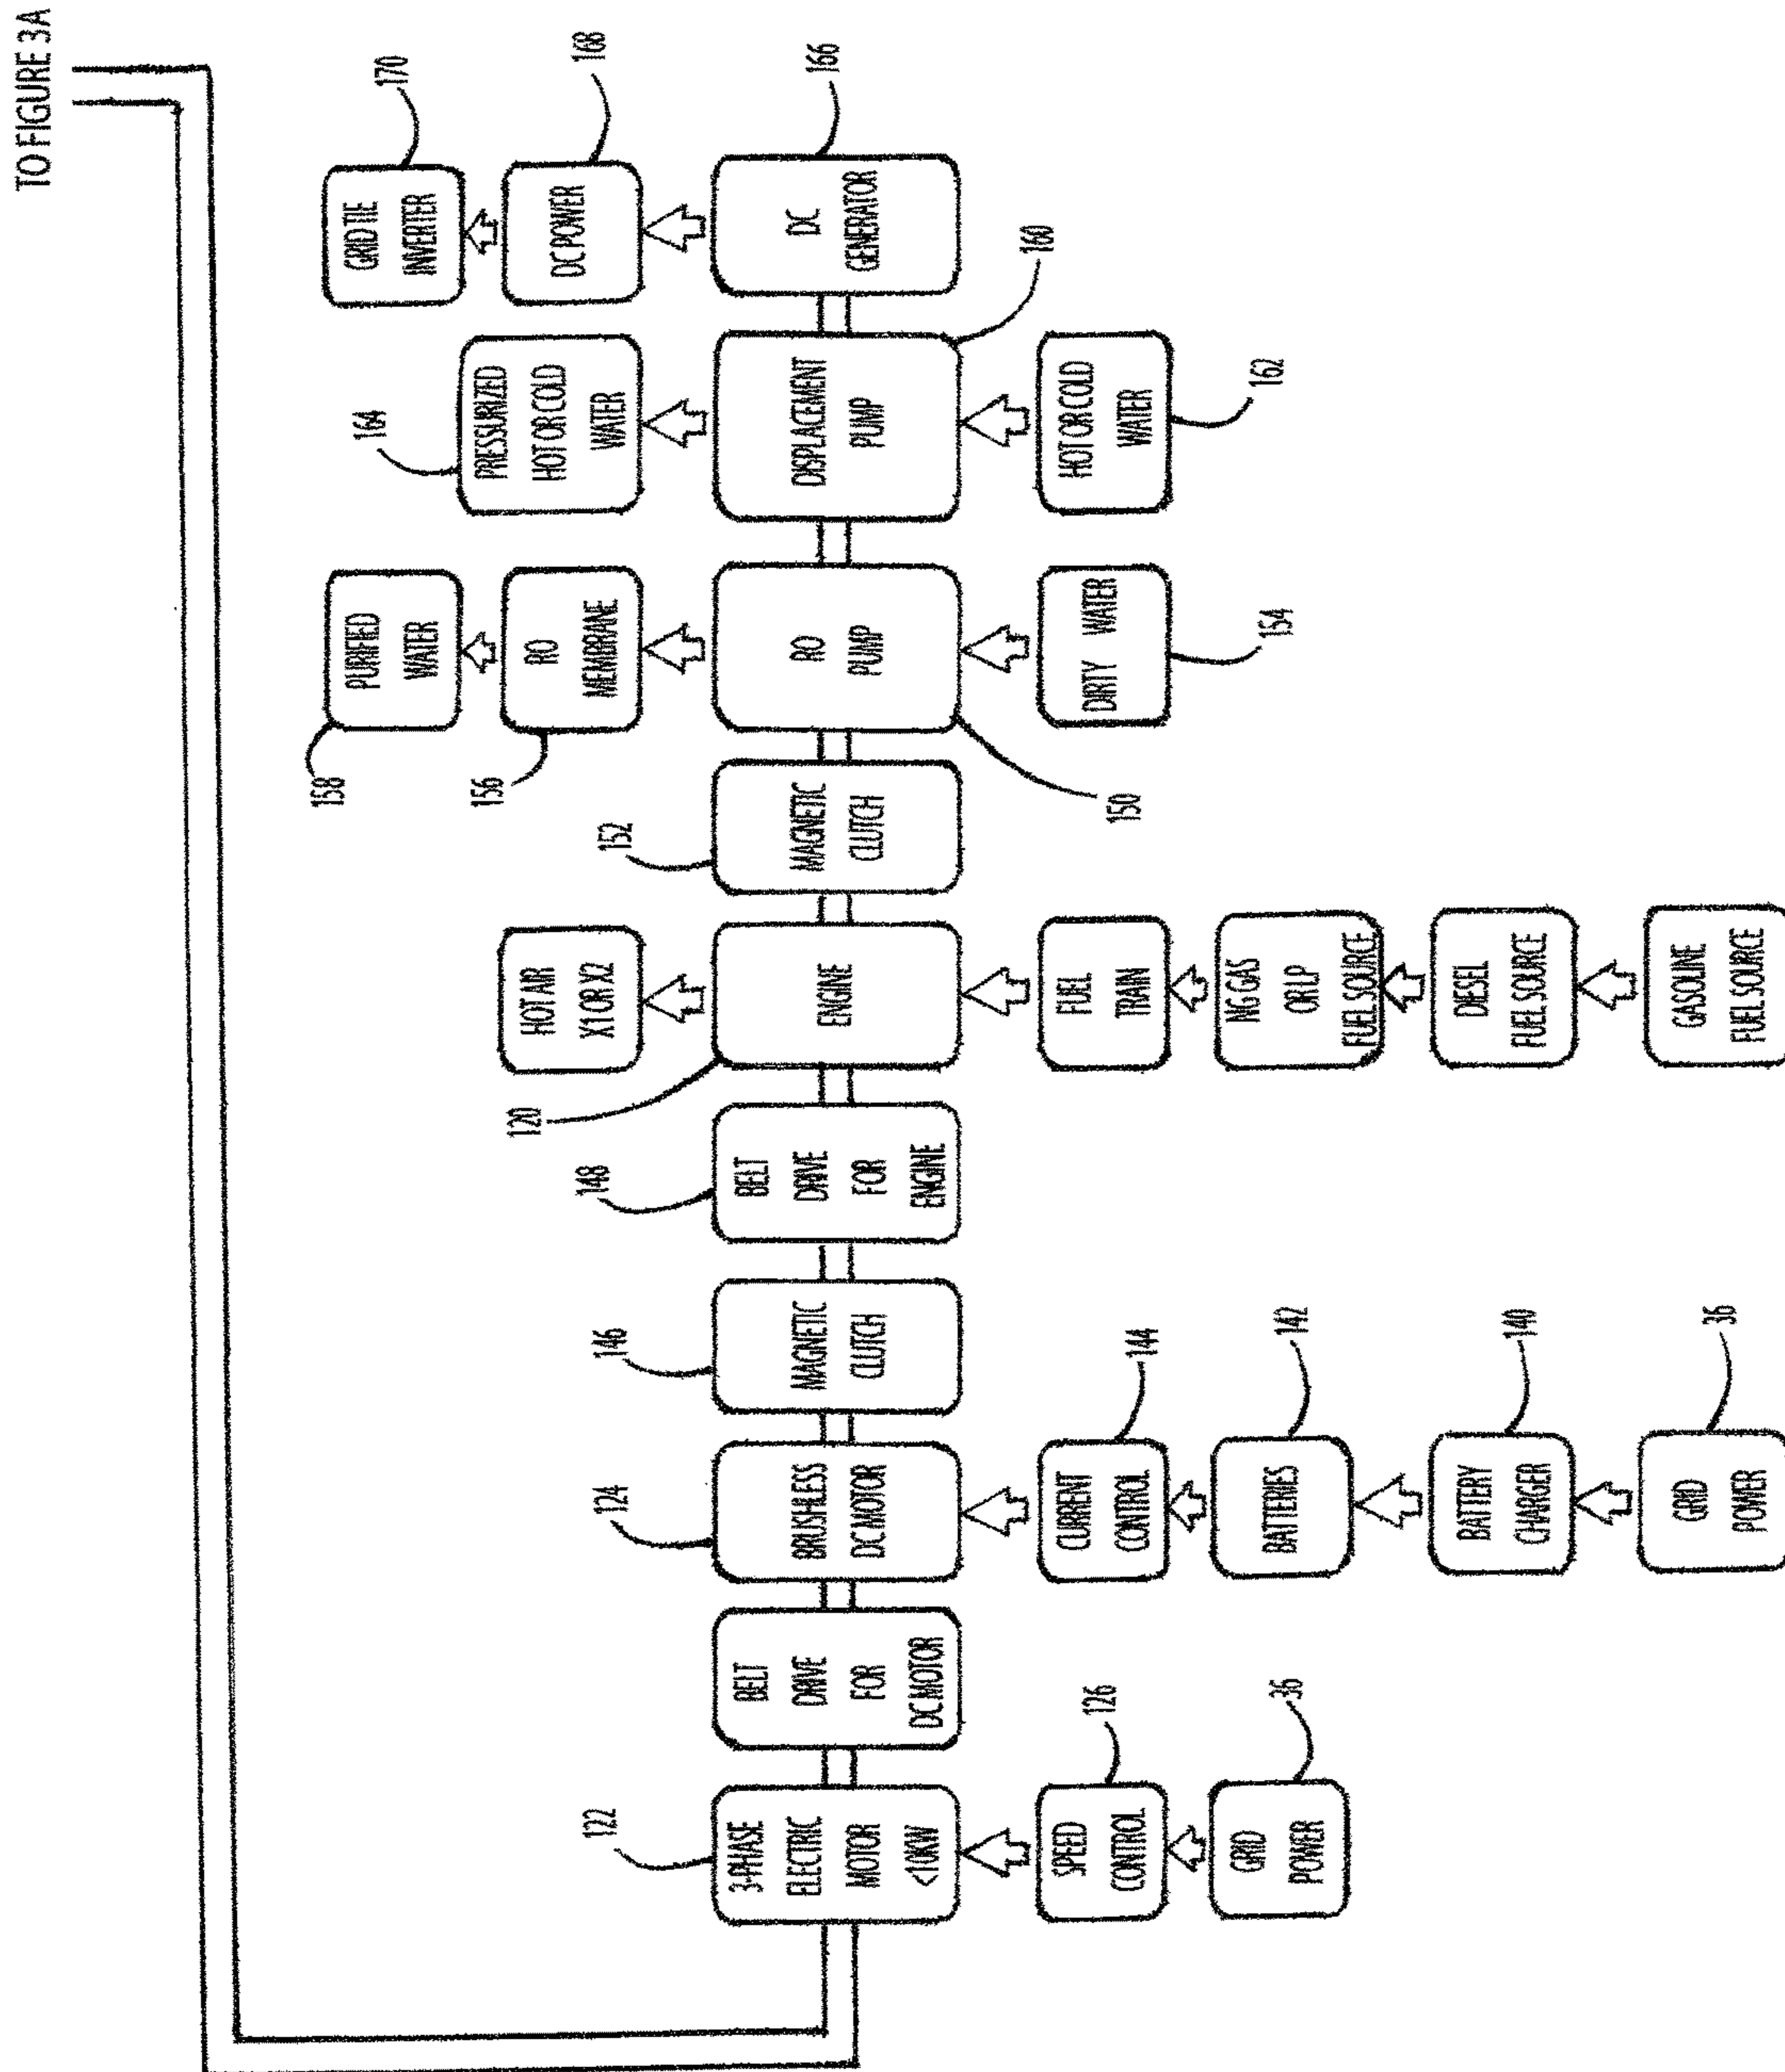 TO FIGURE 3A
170
168
166
164
160
162
158
156
154
150
152
120
148
146
124
144
142
140
36
122
126
36
GRID TIE
INVERTER
DC POWER
DC
GENERATOR
PRESSURIZED
HOT OR COLD
WATER
DISPLACEMENT
PUMP
HOT OR COLD
WATER
PURIFIED
WATER
RO
MEMBRANE
RO
PUMP
DIRTY WATER
MAGNETIC
CLUTCH
HOT AIR
X1 OR X2
ENGINE
FUEL
TRAIN
NG GAS
OR LP
FUEL SOURCE
DIESEL
FUEL SOURCE
GASOLINE
FUEL SOURCE
BELT
DRIVE
FOR
ENGINE
MAGNETIC
CLUTCH
BRUSHLESS
DC MOTOR
CURRENT
CONTROL
BATTERIES
BATTERY
CHARGER
GRID
POWER
BELT
DRIVE
FOR
DC MOTOR
3-PHASE
ELECTRIC
MOTOR
<10KW
SPEED
CONTROL
GRID
POWER